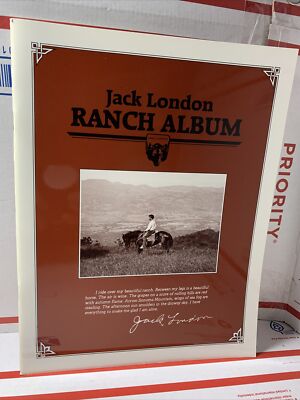 Jack London
RANCH ALBUM
I ride over my beautiful ranch. Between my legs is a beautiful
horse. The air is wine. The grapes on a score of rolling hills are red
with autumn flame. Across Sonoma Mountain, wisps of sea fog are
stealing. The afternoon sun smolders in the drowsy sky. I have
everything to make me glad I am alive.
Jack London
PRIORITY